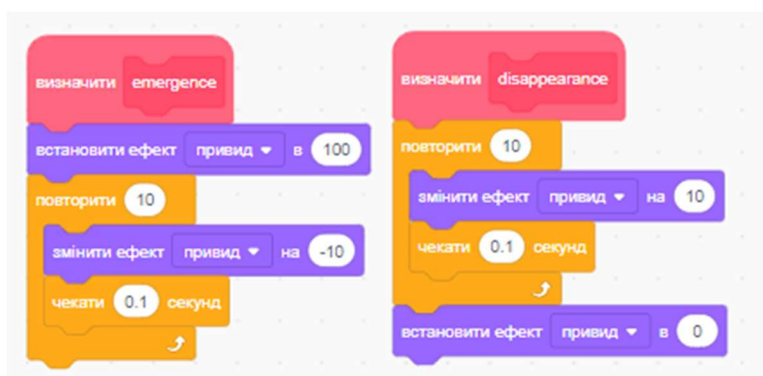 визначити emergence
встановити ефект привид в 100
повторити 10
змінити ефект привид на -10
чекати 0.1 секунд
визначити disappearance
повторити 10
змінити ефект привид на 10
чекати 0.1 секунд
встановити ефект привид в 0